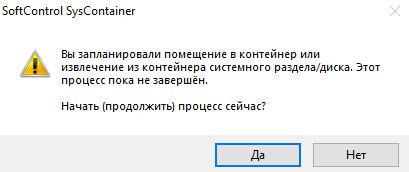 SoftControl SysContainer
Вы запланировали помещение в контейнер или
извлечение из контейнера системного раздела/диска. Этот
процесс пока не завершён.
Начать (продолжить) процесс сейчас?
Да
Нет